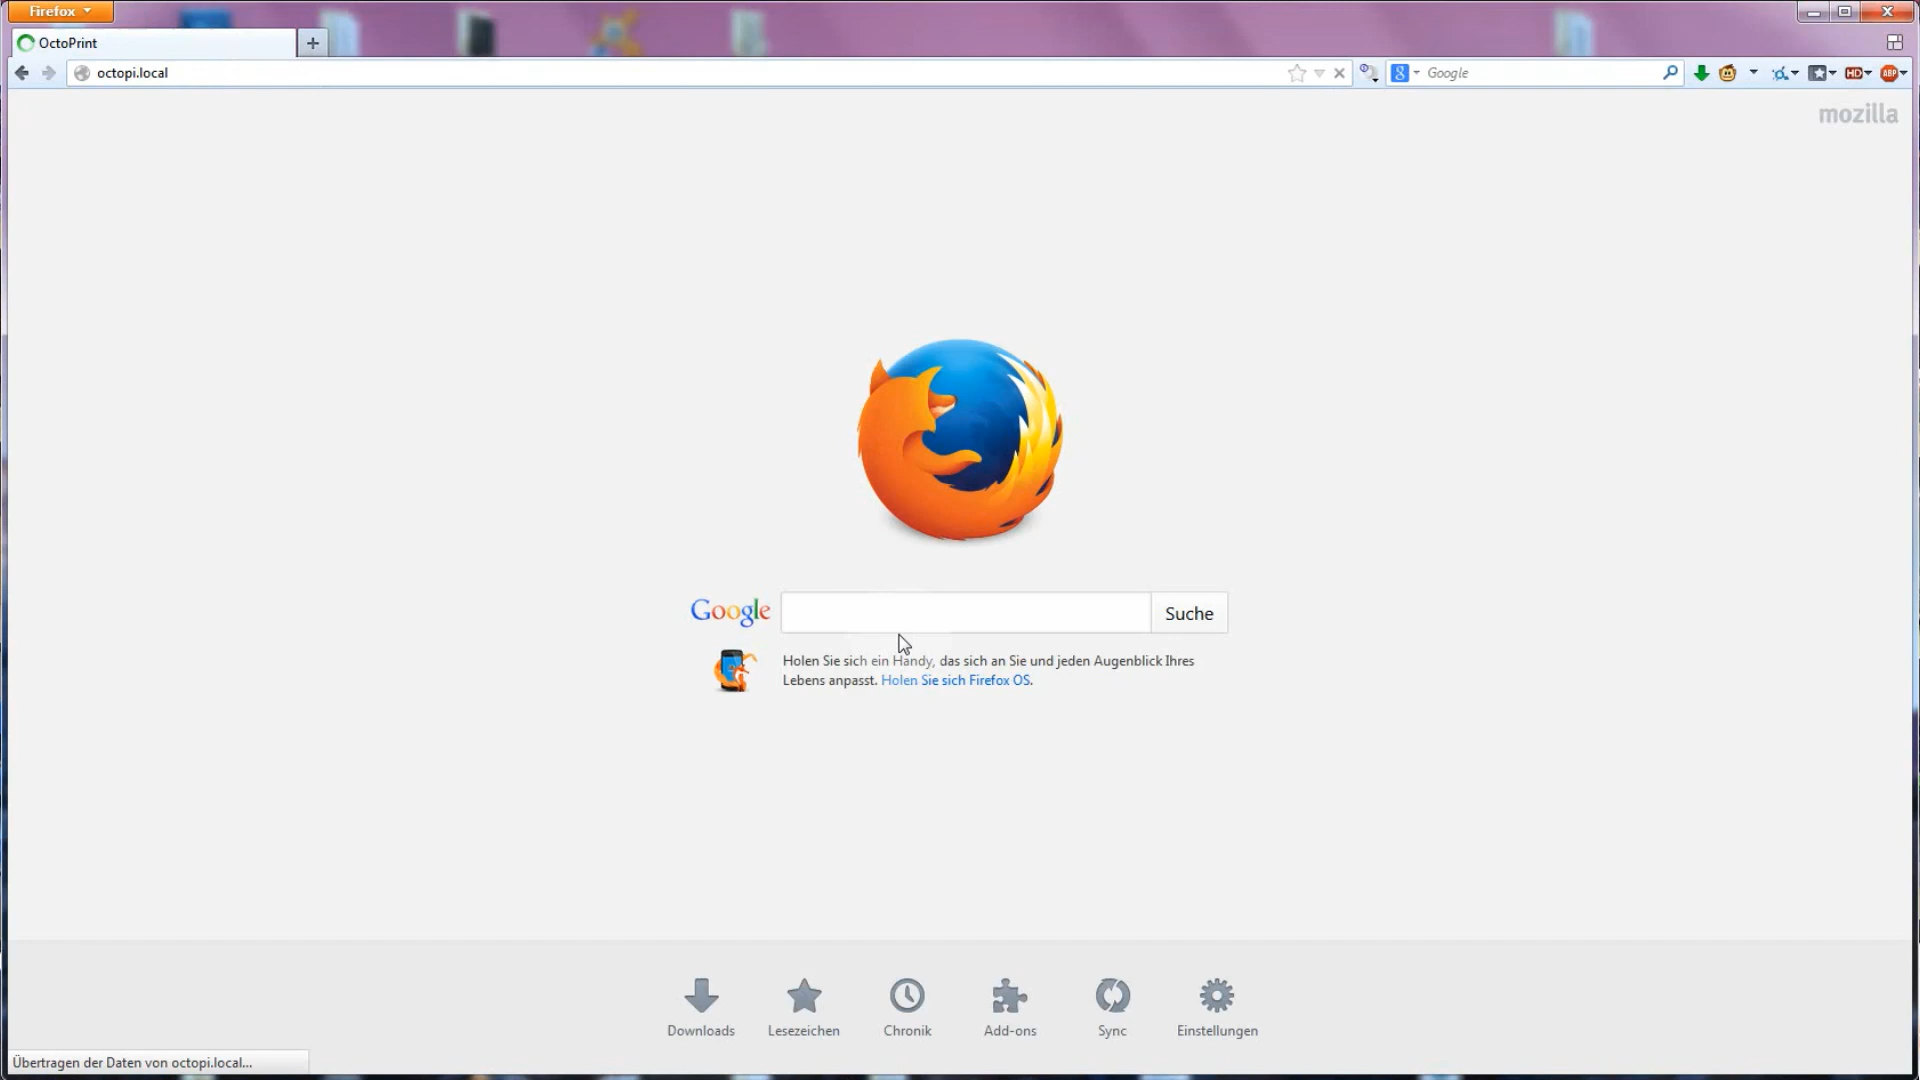 Firefox
OctoPrint
octopi.local
Google
HD
ABP
mozilla
Google
Suche
Holen Sie sich ein Handy, das sich an Sie und jeden Augenblick Ihres
Lebens anpasst. Holen Sie sich Firefox OS.
Downloads
Lesezeichen
Chronik
Add-ons
Sync
Einstellungen
Übertragen der Daten von octopi.local...